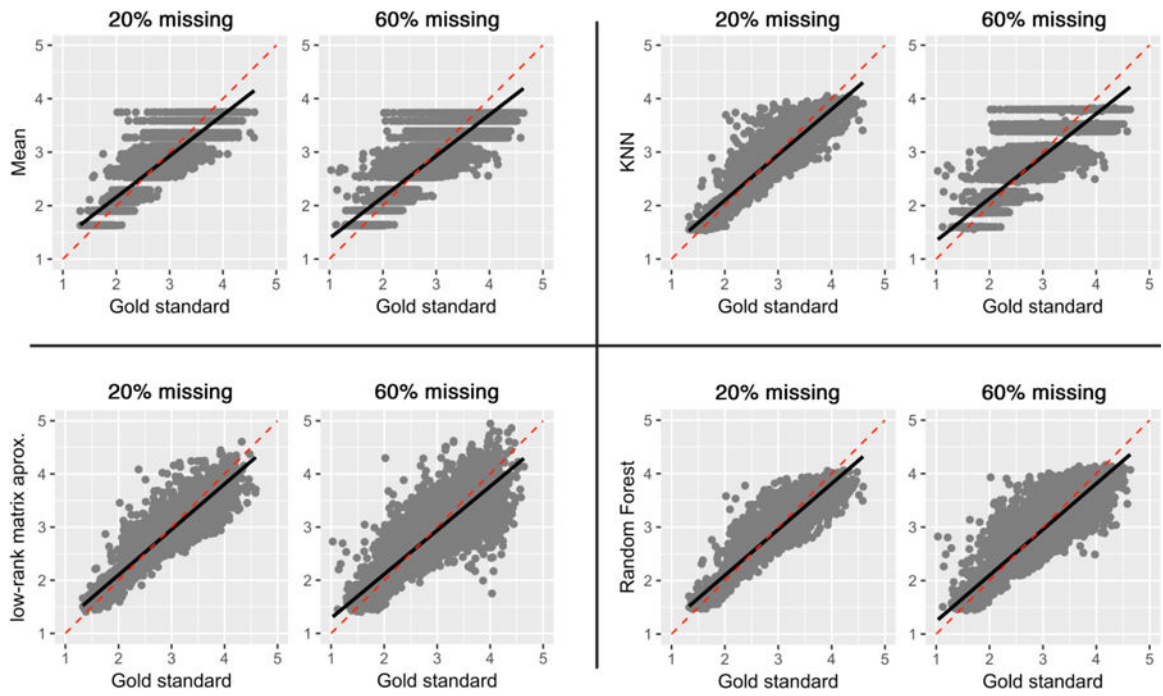 20% missing
60% missing
20% missing
60% missing
Mean
5
4
3
2
1
1 2 3 4 5
Gold standard
1 2 3 4 5
Gold standard
KNN
5
4
3
2
1
1 2 3 4 5
Gold standard
1 2 3 4 5
Gold standard
20% missing
60% missing
20% missing
60% missing
low-rank matrix aprox.
5
4
3
2
1
1 2 3 4 5
Gold standard
1 2 3 4 5
Gold standard
Random Forest
5
4
3
2
1
1 2 3 4 5
Gold standard
1 2 3 4 5
Gold standard